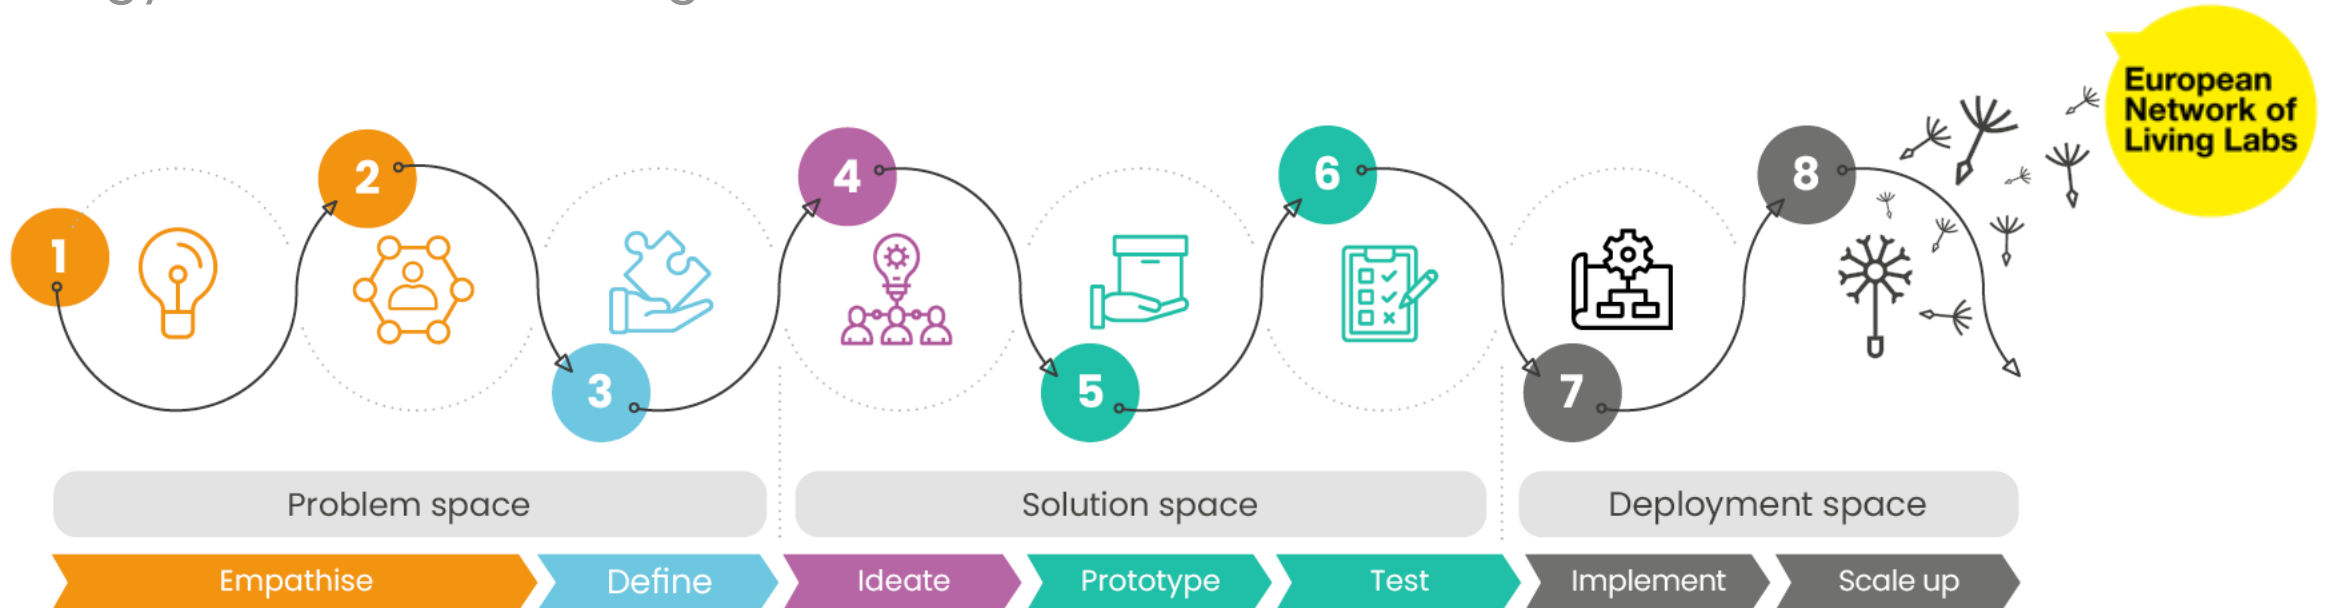 European
Network of
Living Labs
1
2
3
4
5
6
7
8
Problem space
Solution space
Deployment space
Empathise
Define
Ideate
Prototype
Test
Implement
Scale up